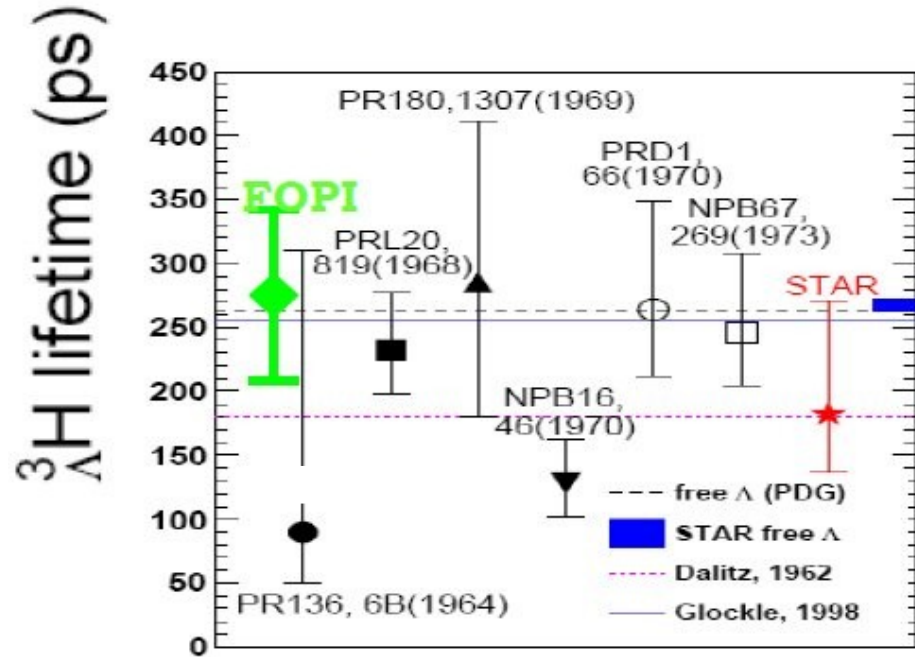 ³ΛH lifetime (ps)
450
400
350
300
250
200
150
100
50
0
PR180,1307(1969)
FOPI
PRL20,
819(1968)
PRD1,
66(1970)
NPB67,
269(1973)
STAR
NPB16,
46(1970)
PR136, 6B(1964)
free Λ (PDG)
STAR free Λ
Dalitz, 1962
Glockle, 1998